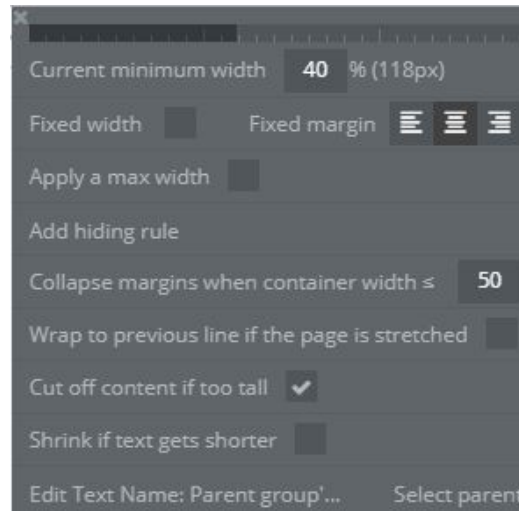 Current minimum width 40 % (118px)
Fixed width Fixed margin
Apply a max width
Add hiding rule
Collapse margins when container width ≤ 50
Wrap to previous line if the page is stretched
Cut off content if too tall
Shrink if text gets shorter
Edit Text Name: Parent group'... Select parent